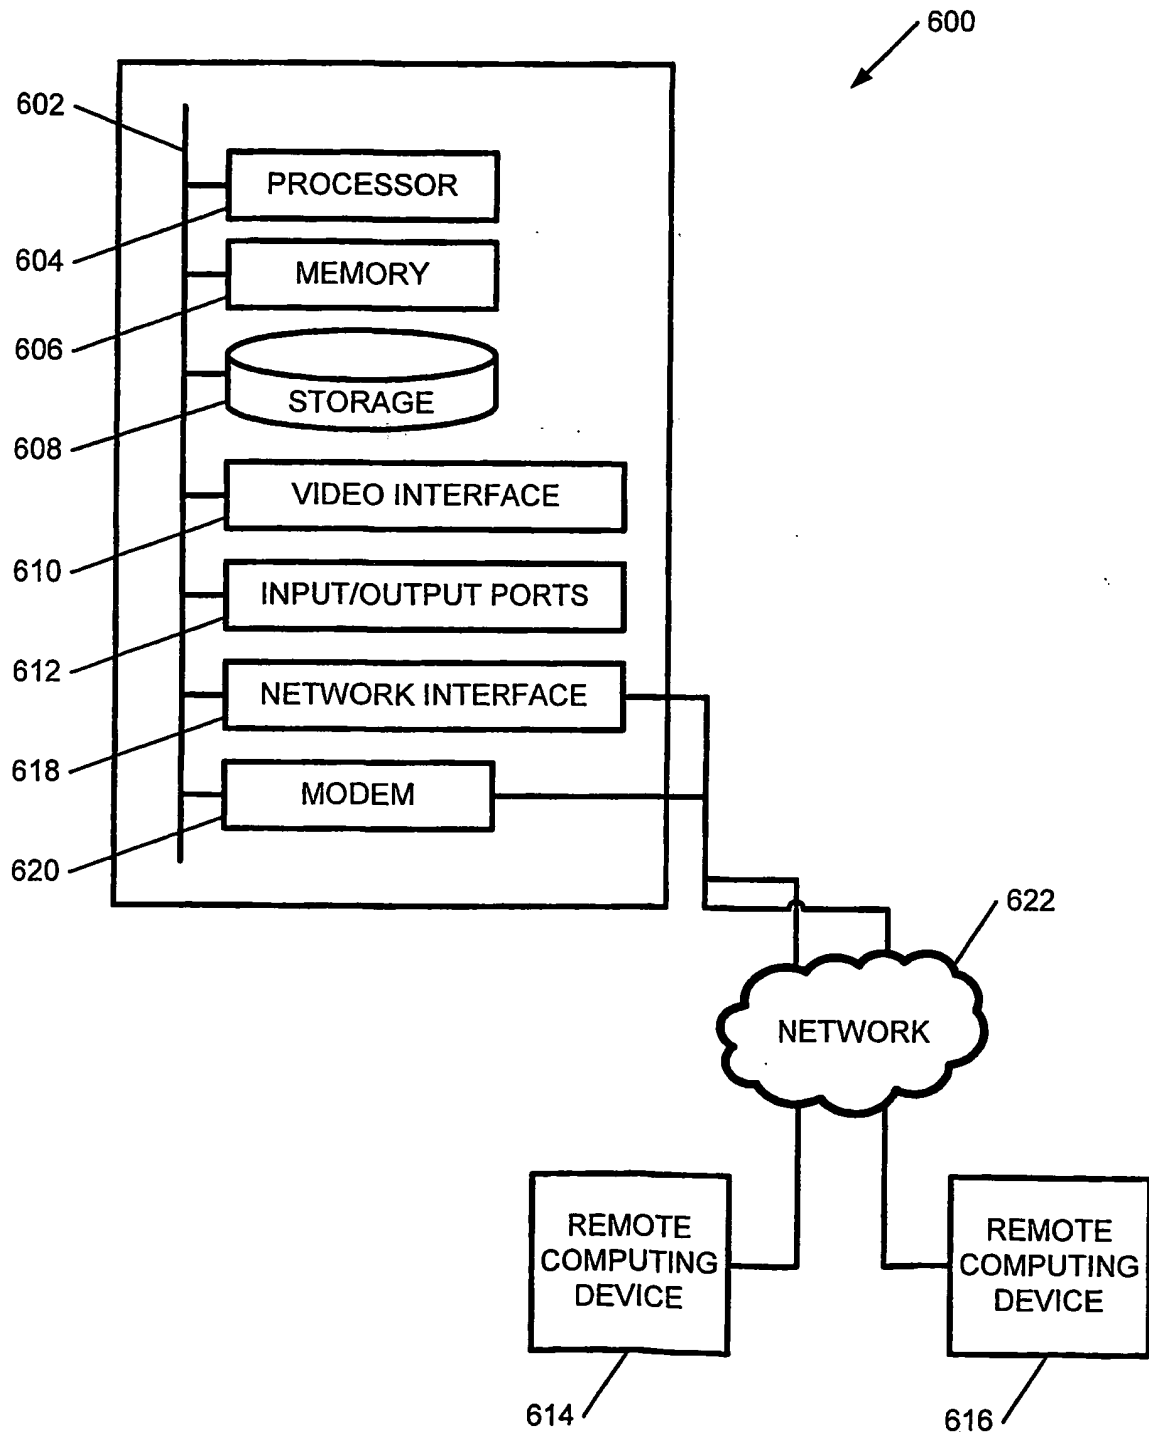 600
602
PROCESSOR
604
MEMORY
606
STORAGE
608
VIDEO INTERFACE
610
INPUT/OUTPUT PORTS
612
NETWORK INTERFACE
618
MODEM
620
622
NETWORK
REMOTE
COMPUTING
DEVICE
614
REMOTE
COMPUTING
DEVICE
616